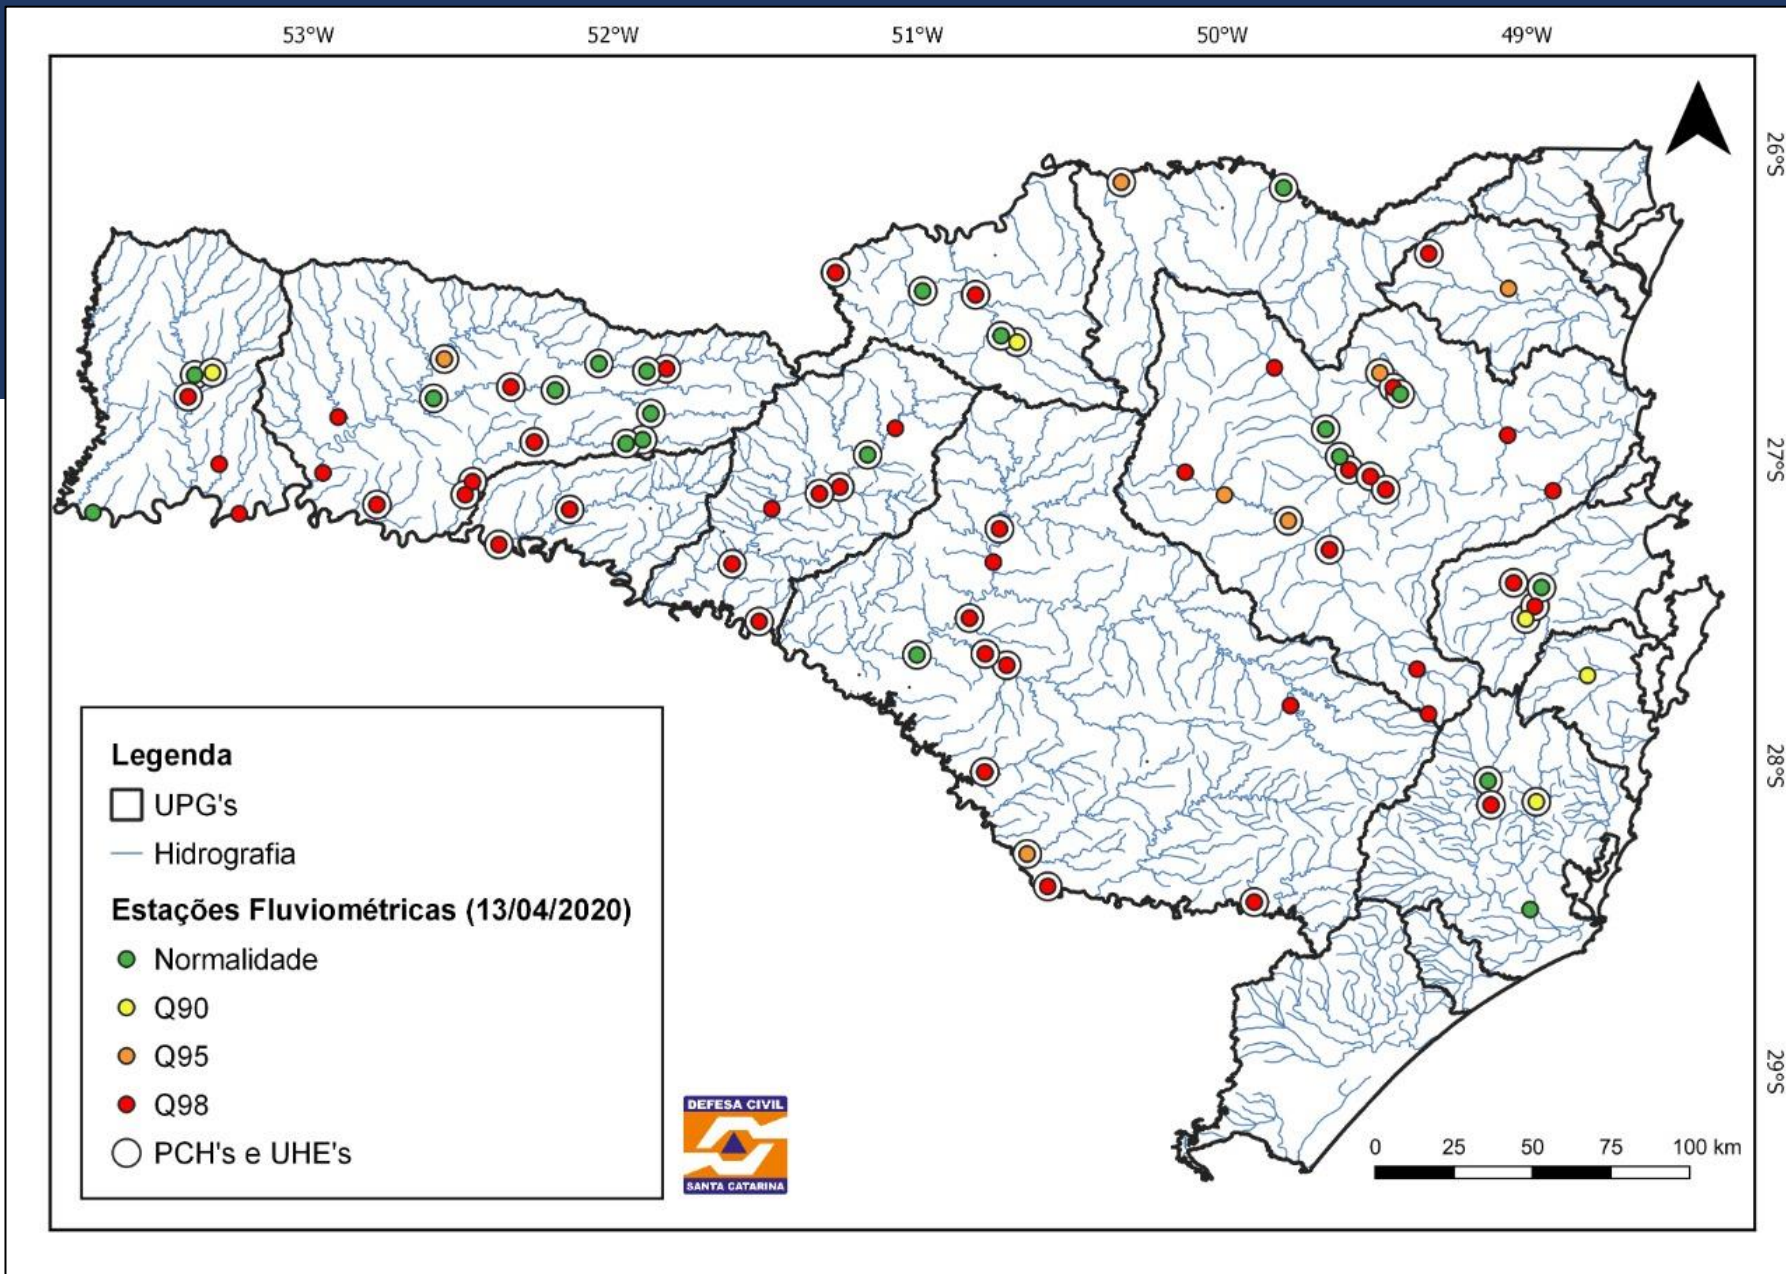 53°W 52°W 51°W 50°W 49°W
26°S
27°S
28°S
29°S
Legenda
UPG's
Hidrografia
Estações Fluviométricas (13/04/2020)
Normalidade
Q90
Q95
Q98
PCH's e UHE's
DEFESA CIVIL
SANTA CATARINA
0 25 50 75 100 km